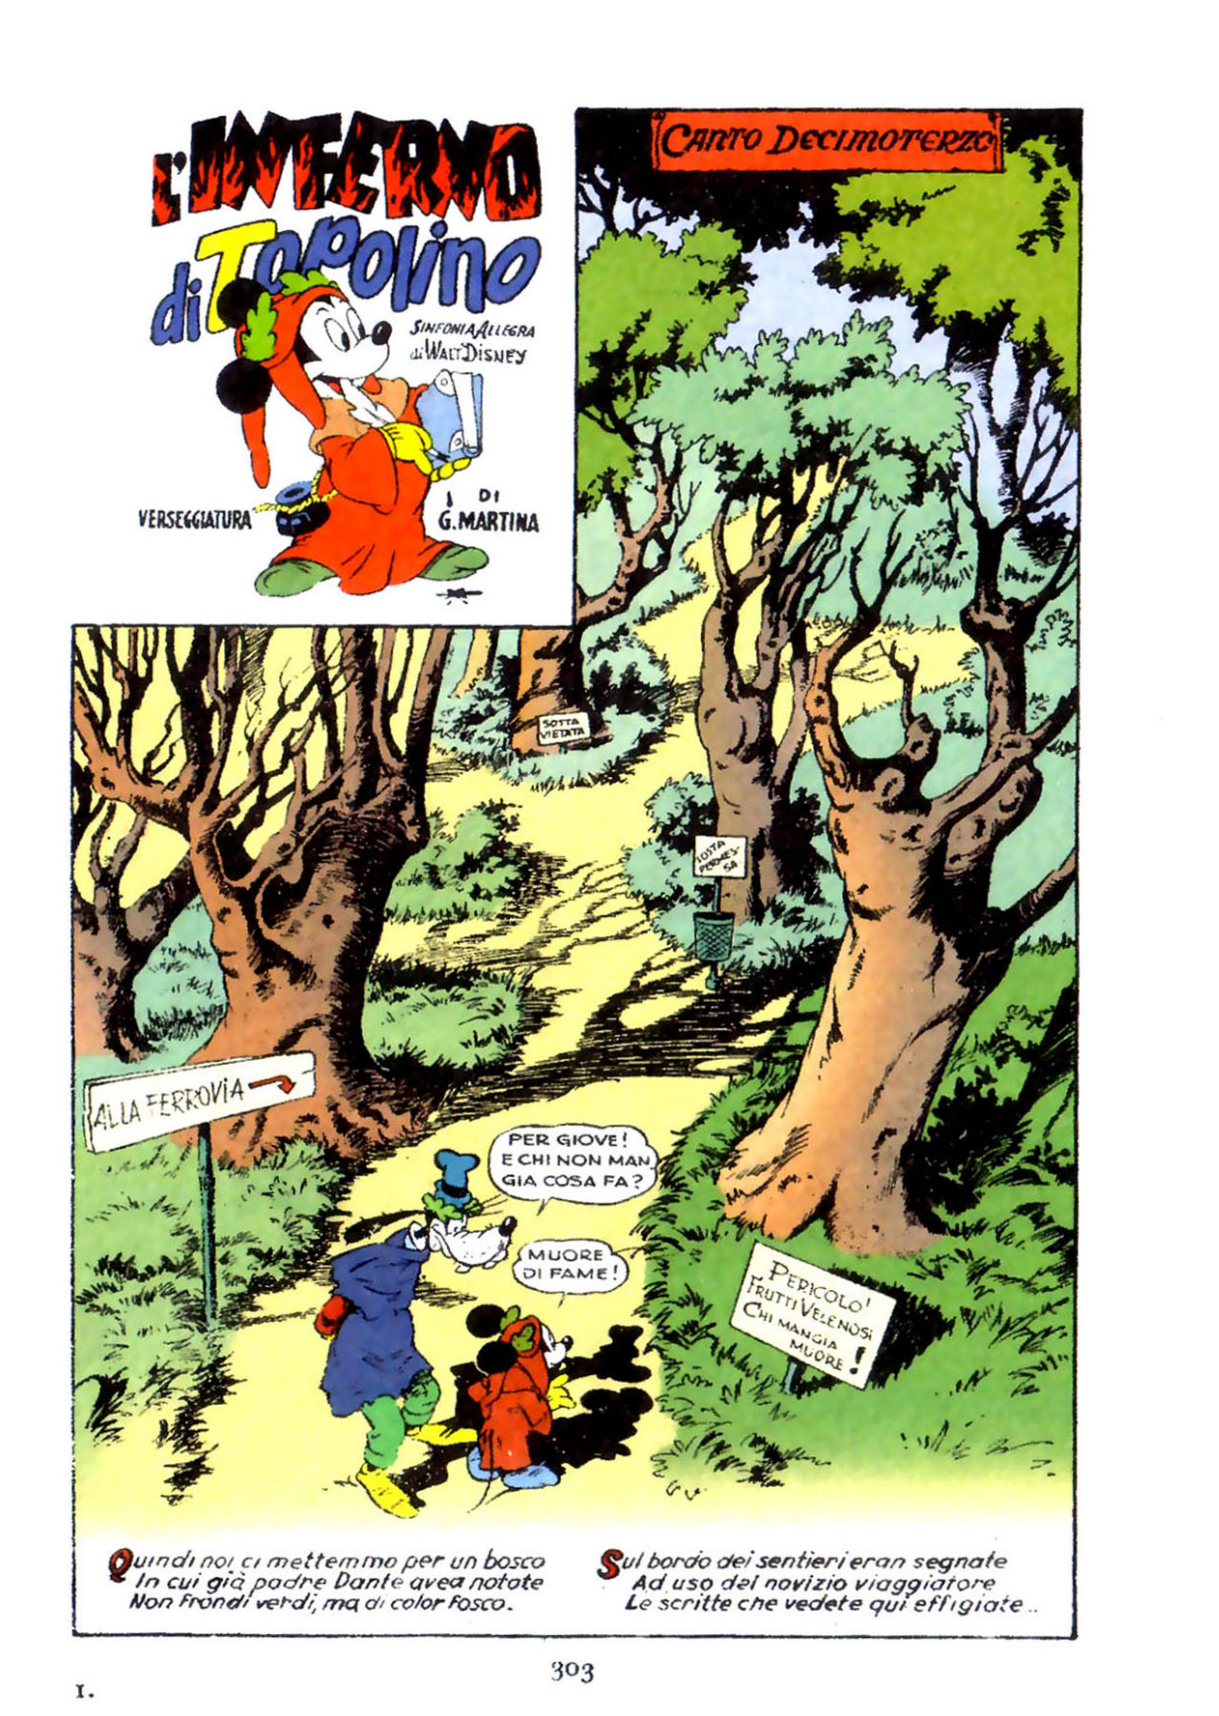 L'INFERNO
di Topolino
SINFONIA ALLEGRA
di WALT DISNEY
VERSEGGIATURA
DI
G. MARTINA
CANTO DECIMOTERZO
SOSTA
VIETATA
SOSTA
PERMES-
SA
ALLA FERROVIA
PER GIOVE!
E CHI NON MAN
GIA COSA FA?
MUORE
DI FAME!
PERICOLO!
FRUTTI VELENOSI
CHI MANGIA
MUORE!
Quindi noi ci mettemmo per un bosco
In cui già padre Dante avea notate
Non frondi verdi, ma di color fosco.
Sul bordo dei sentieri eran segnate
Ad uso del novizio viaggiatore
Le scritte che vedete qui effigiate..
303
1.